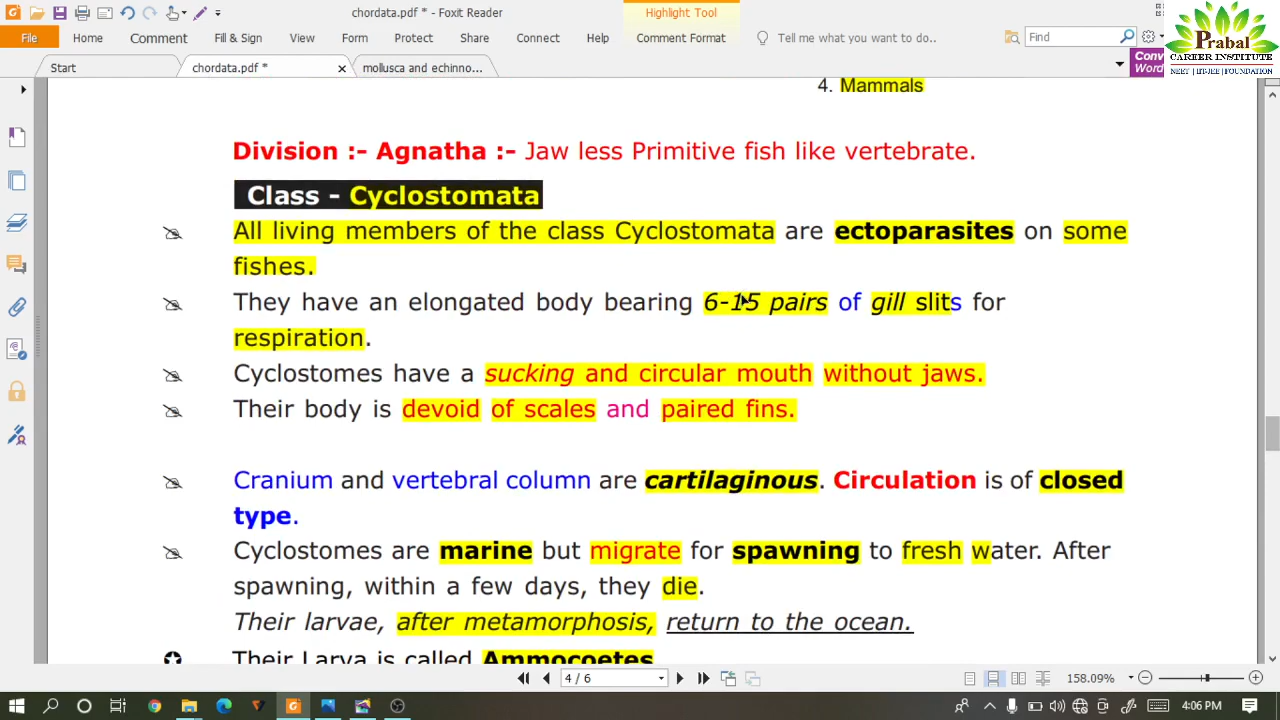 chordata.pdf * - Foxit Reader
Highlight Tool
File Home Comment Fill & Sign View Form Protect Share Connect Help Comment Format Tell me what you want to do.. Find
Prabal
CAREER INSTITUTE
NEET | IIT-JEE | FOUNDATION
Start chordata.pdf * mollusca and echinno...
Conv
Word
4. Mammals
Division :- Agnatha :- Jaw less Primitive fish like vertebrate.
Class - Cyclostomata
All living members of the class Cyclostomata are ectoparasites on some
fishes.
They have an elongated body bearing 6-15 pairs of gill slits for
respiration.
Cyclostomes have a sucking and circular mouth without jaws.
Their body is devoid of scales and paired fins.
Cranium and vertebral column are cartilaginous. Circulation is of closed
type.
Cyclostomes are marine but migrate for spawning to fresh water. After
spawning, within a few days, they die.
Their larvae, after metamorphosis, return to the ocean.
Their Larva is called Ammocoetes
4 / 6 158.09%
4:06 PM